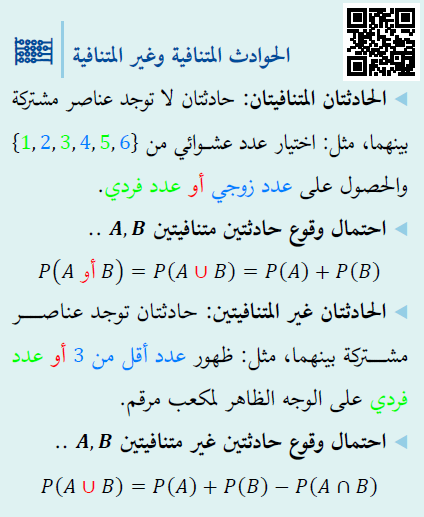 الحوادث المتنافية وغير المتنافية
الحادثتان المتنافيتان: حادثتان لا توجد عناصر مشتركة
بينهما، مثل: اختيار عدد عشوائي من {1, 2, 3, 4, 5, 6}
والحصول على عدد زوجي أو عدد فردي.
احتمال وقوع حادثتين متنافيتين A, B ..
P(A أو B) = P(A ∪ B) = P(A) + P(B)
الحادثتان غير المتنافيتين: حادثتان توجد عناصر
مشتركة بينهما، مثل: ظهور عدد أقل من 3 أو عدد
فردي على الوجه الظاهر لمكعب مرقم.
احتمال وقوع حادثتين غير متنافيتين A, B ..
P(A ∪ B) = P(A) + P(B) − P(A ∩ B)